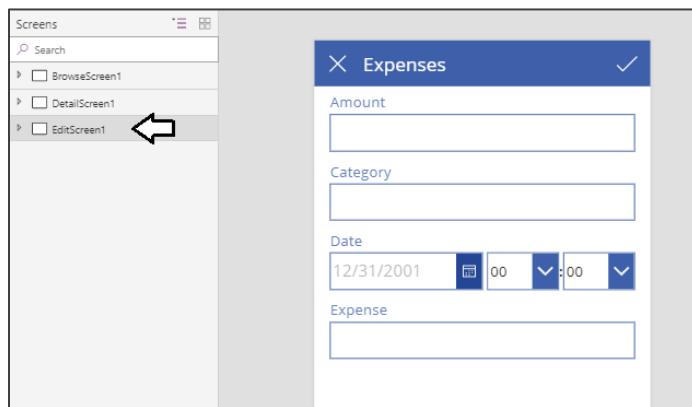 Screens
Search
BrowseScreen1
DetailScreen1
EditScreen1
Expenses
Amount
Category
Date
12/31/2001 00 : 00
Expense